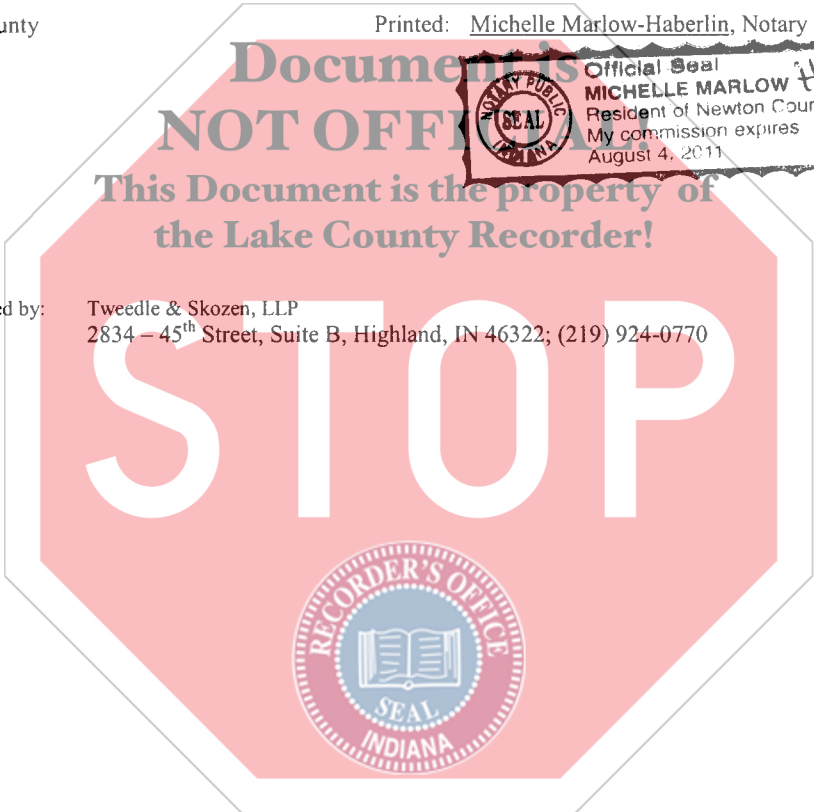 unty
Printed: Michelle Marlow-Haberlin, Notary
Document is
NOT OFFICIAL!
This Document is the property of
the Lake County Recorder!
NOTARY PUBLIC
SEAL
INDIANA
Official Seal
MICHELLE MARLOW H
Resident of Newton Cour
My commission expires
August 4, 2011
ed by: Tweedle & Skozen, LLP
2834 – 45th Street, Suite B, Highland, IN 46322; (219) 924-0770
STOP
RECORDER'S OFFICE
SEAL
INDIANA